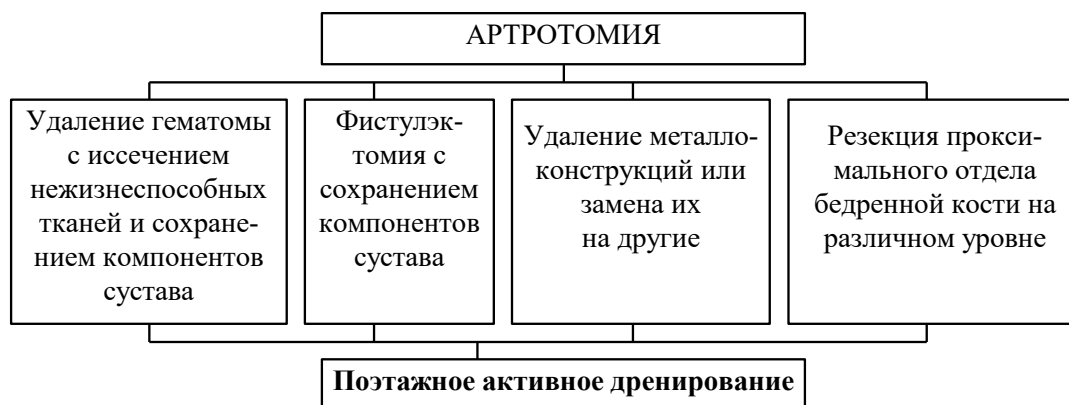 АРТРОТОМИЯ
Удаление гематомы
с иссечением
нежизнеспособных
тканей и сохране-
нием компонентов
сустава
Фистулэк-
томия с
сохранением
компонентов
сустава
Удаление металло-
конструкций или
замена их
на другие
Резекция прокси-
мального отдела
бедренной кости на
различном уровне
Поэтажное активное дренирование